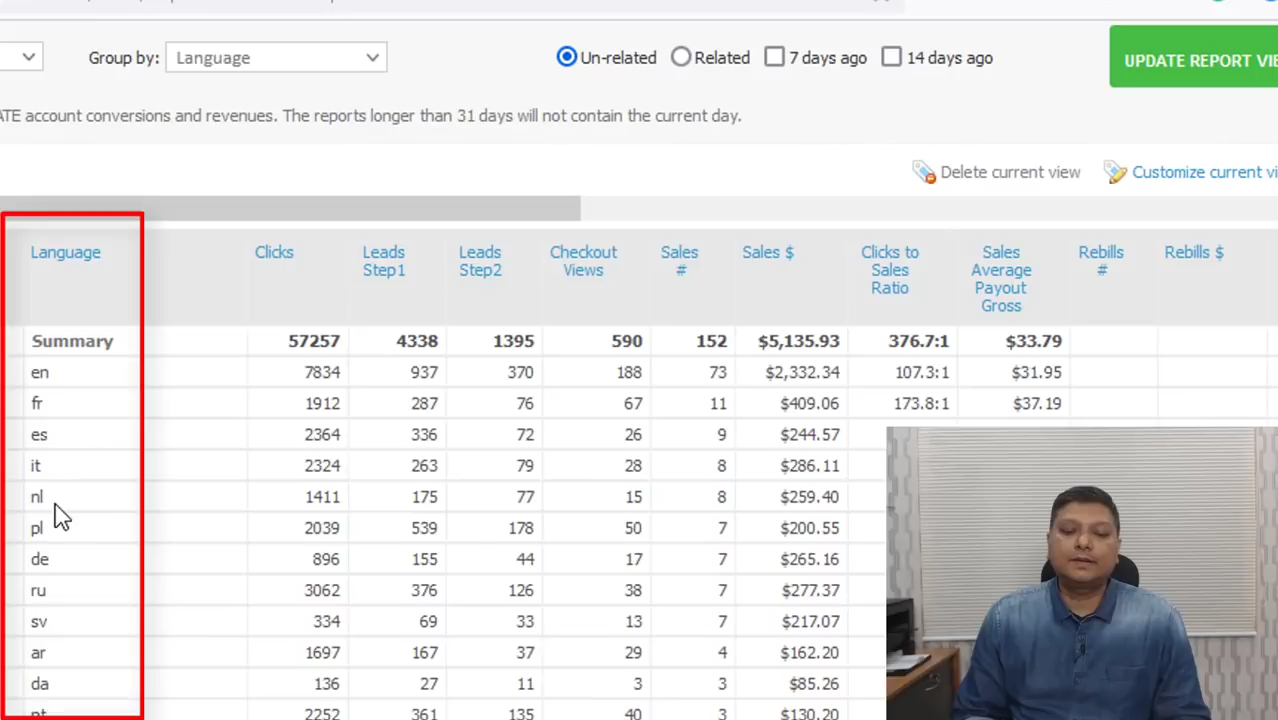 Group by: Language Un-related Related 7 days ago 14 days ago UPDATE REPORT VIE
ATE account conversions and revenues. The reports longer than 31 days will not contain the current day.
Delete current view Customize current vi
Language Clicks Leads Step1 Leads Step2 Checkout Views Sales # Sales $ Clicks to Sales Ratio Sales Average Payout Gross Rebills # Rebills $
Summary 57257 4338 1395 590 152 $5,135.93 376.7:1 $33.79
en 7834 937 370 188 73 $2,332.34 107.3:1 $31.95
fr 1912 287 76 67 11 $409.06 173.8:1 $37.19
es 2364 336 72 26 9 $244.57
it 2324 263 79 28 8 $286.11
nl 1411 175 77 15 8 $259.40
pl 2039 539 178 50 7 $200.55
de 896 155 44 17 7 $265.16
ru 3062 376 126 38 7 $277.37
sv 334 69 33 13 7 $217.07
ar 1697 167 37 29 4 $162.20
da 136 27 11 3 3 $85.26
pt 2252 361 135 40 3 $130.20